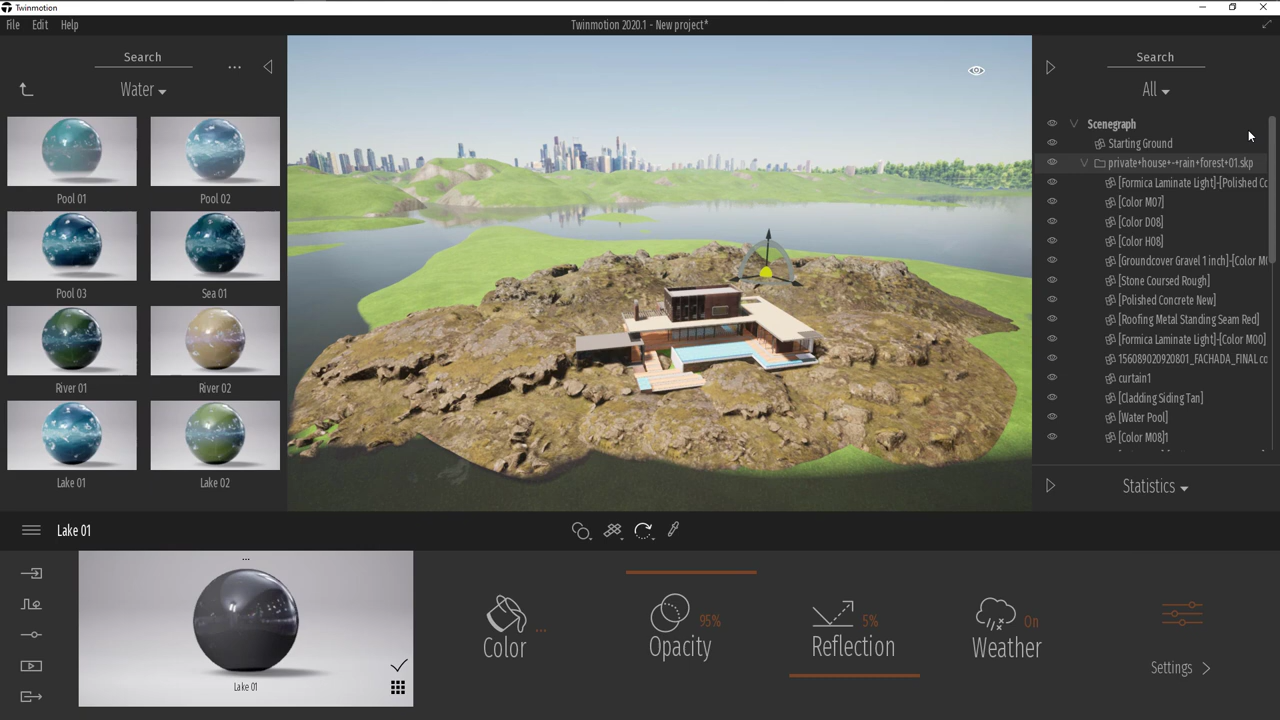 Twinmotion
File Edit Help
Twinmotion 2020.1 - New project*
Search
...
Water
Pool 01
Pool 02
Pool 03
Sea 01
River 01
River 02
Lake 01
Lake 02
Search
All
Scenegraph
Starting Ground
private+house+-+rain+forest+01.skp
[Formica Laminate Light]-[Polished Cc
[Color M07]
[Color D08]
[Color H08]
[Groundcover Gravel 1 inch]-[Color M
[Stone Coursed Rough]
[Polished Concrete New]
[Roofing Metal Standing Seam Red]
[Formica Laminate Light]-[Color M00]
156089020920801_FACHADA_FINAL
curtain1
[Cladding Siding Tan]
[Water Pool]
[Color M08]1
Statistics
Lake 01
...
Lake 01
Color ...
Opacity 95%
Reflection 5%
Weather On
Settings